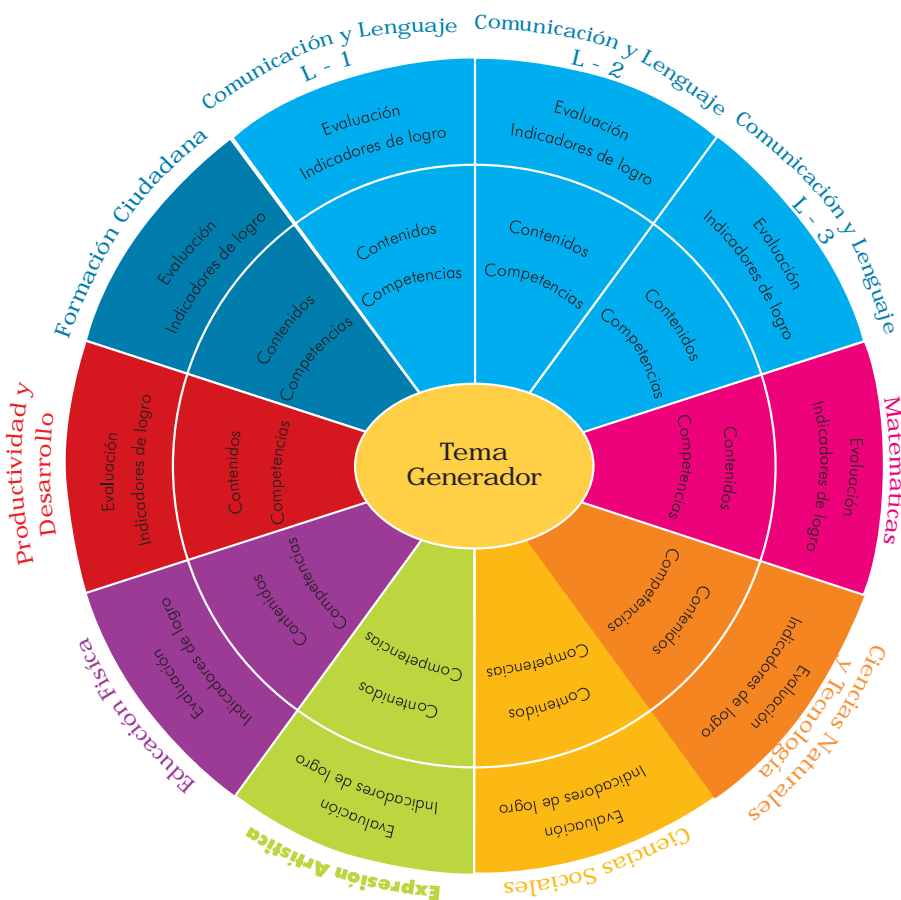 Comunicación y Lenguaje
L - 1
Evaluación
Indicadores de logro
Contenidos
Competencias
Comunicación y Lenguaje
L - 2
Evaluación
Indicadores de logro
Contenidos
Competencias
Comunicación y Lenguaje
L - 3
Evaluación
Indicadores de logro
Contenidos
Competencias
Matematicas
Evaluación
Indicadores de logro
Contenidos
Competencias
Ciencias Naturales
y Tecnología
Evaluación
Indicadores de logro
Contenidos
Competencias
Ciencias Sociales
Evaluación
Indicadores de logro
Contenidos
Competencias
Expresión Artística
Evaluación
Indicadores de logro
Contenidos
Competencias
Educación Fisica
Evaluación
Indicadores de logro
Contenidos
Competencias
Productividad y
Desarrollo
Evaluación
Indicadores de logro
Contenidos
Competencias
Formación Ciudadana
Evaluación
Indicadores de logro
Contenidos
Competencias
Tema
Generador